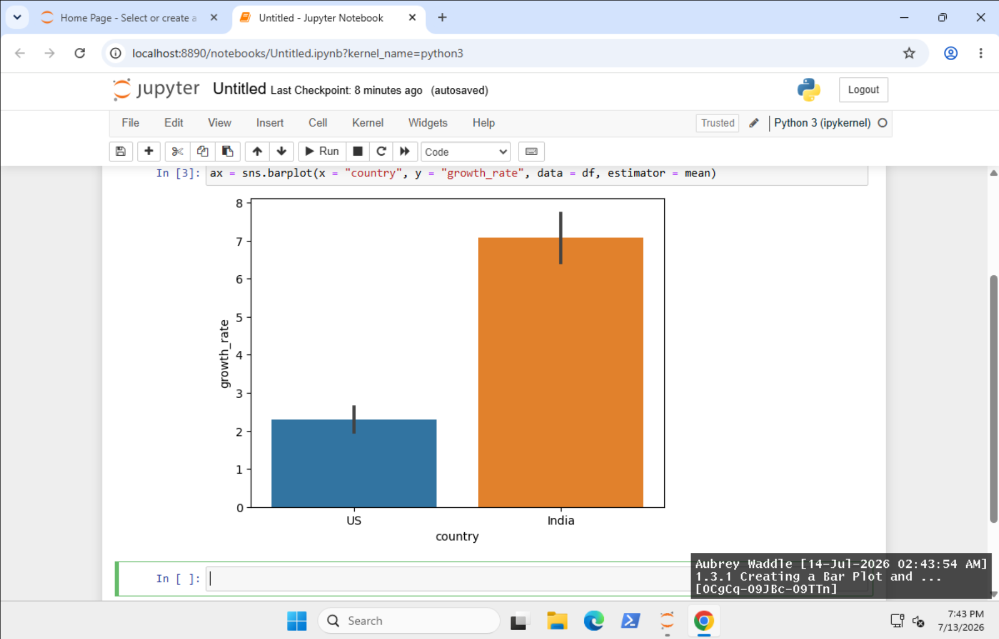 Home Page - Select or create a
Untitled - Jupyter Notebook
localhost:8890/notebooks/Untitled.ipynb?kernel_name=python3
jupyter Untitled Last Checkpoint: 8 minutes ago (autosaved)
Logout
File Edit View Insert Cell Kernel Widgets Help
Trusted
Python 3 (ipykernel)
Run
Code
In [3]: ax = sns.barplot(x = "country", y = "growth_rate", data = df, estimator = mean)
8
7
6
5
4
3
2
1
0
growth_rate
US India
country
In [ ]:
Aubrey Waddle [14-Jul-2026 02:43:54 AM]
1.3.1 Creating a Bar Plot and ...
[OCgCq-O9JBc-O9TTn]
Search
7:43 PM
7/13/2026